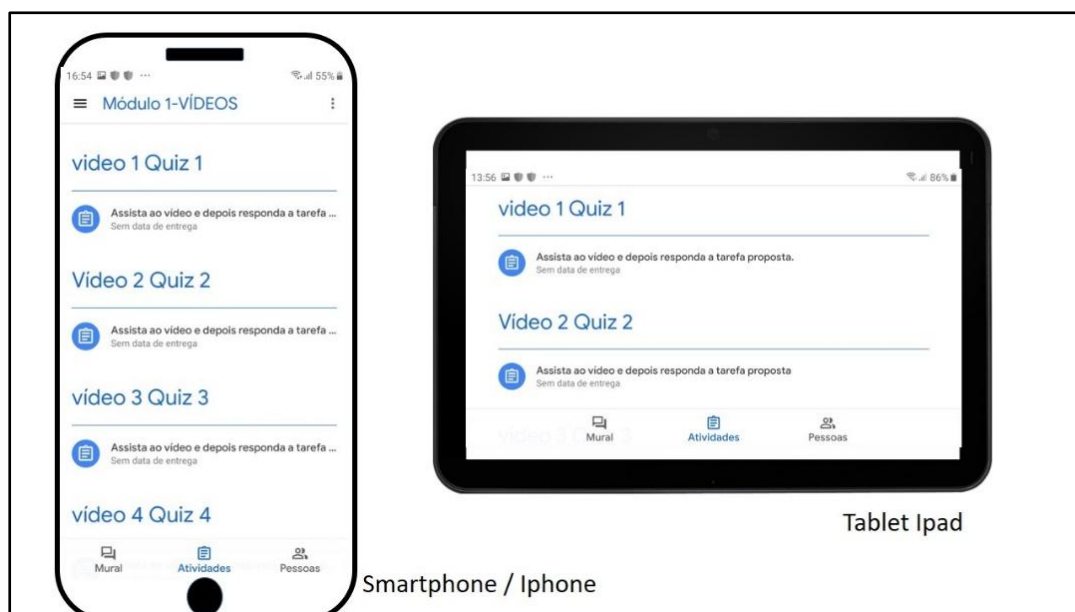 16:54 ... 55%
Módulo 1-VÍDEOS
video 1 Quiz 1
Assista ao vídeo e depois responda a tarefa ...
Sem data de entrega
Vídeo 2 Quiz 2
Assista ao vídeo e depois responda a tarefa ...
Sem data de entrega
vídeo 3 Quiz 3
Assista ao vídeo e depois responda a tarefa ...
Sem data de entrega
vídeo 4 Quiz 4
Mural Atividades Pessoas
Smartphone / Iphone
13:56 ... 86%
video 1 Quiz 1
Assista ao vídeo e depois responda a tarefa proposta.
Sem data de entrega
Vídeo 2 Quiz 2
Assista ao vídeo e depois responda a tarefa proposta
Sem data de entrega
vídeo 3 Quiz 3
Mural Atividades Pessoas
Tablet Ipad